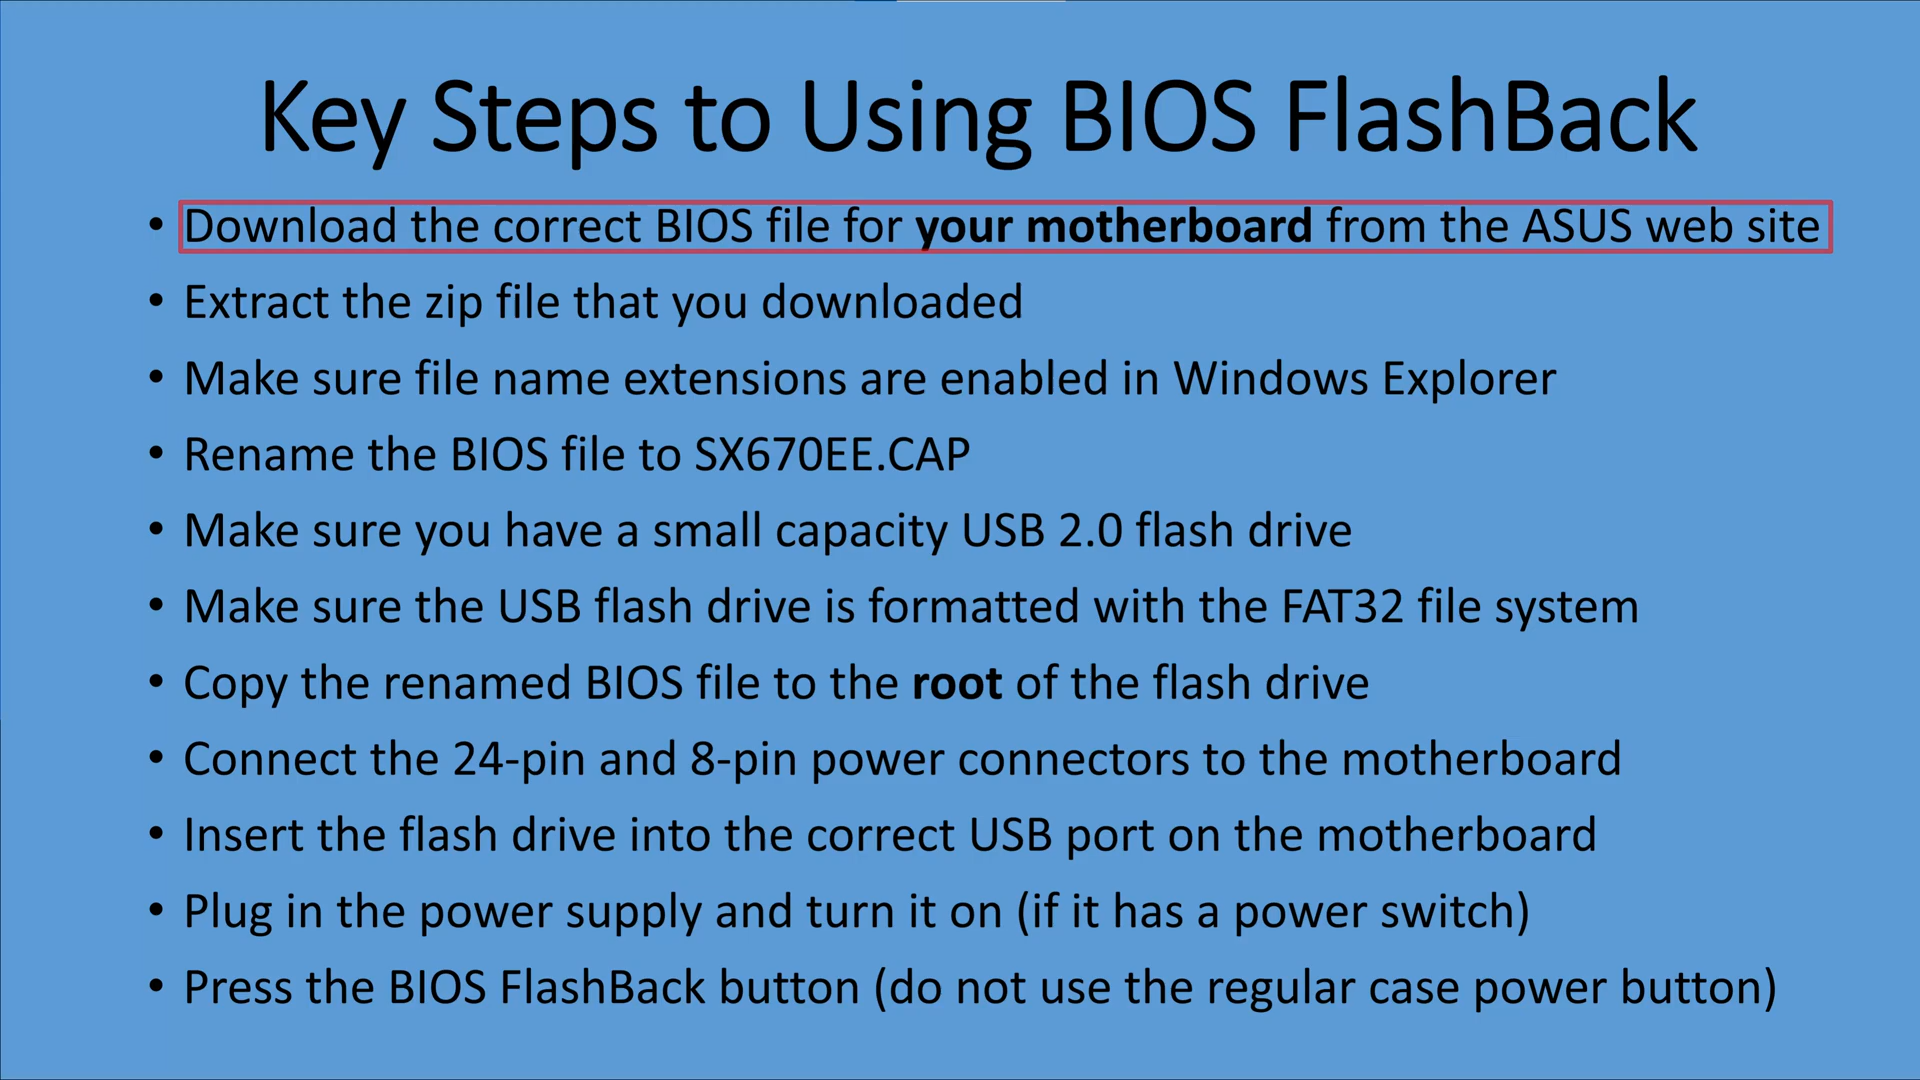 Key Steps to Using BIOS FlashBack
• Download the correct BIOS file for your motherboard from the ASUS web site
• Extract the zip file that you downloaded
• Make sure file name extensions are enabled in Windows Explorer
• Rename the BIOS file to SX670EE.CAP
• Make sure you have a small capacity USB 2.0 flash drive
• Make sure the USB flash drive is formatted with the FAT32 file system
• Copy the renamed BIOS file to the root of the flash drive
• Connect the 24-pin and 8-pin power connectors to the motherboard
• Insert the flash drive into the correct USB port on the motherboard
• Plug in the power supply and turn it on (if it has a power switch)
• Press the BIOS FlashBack button (do not use the regular case power button)